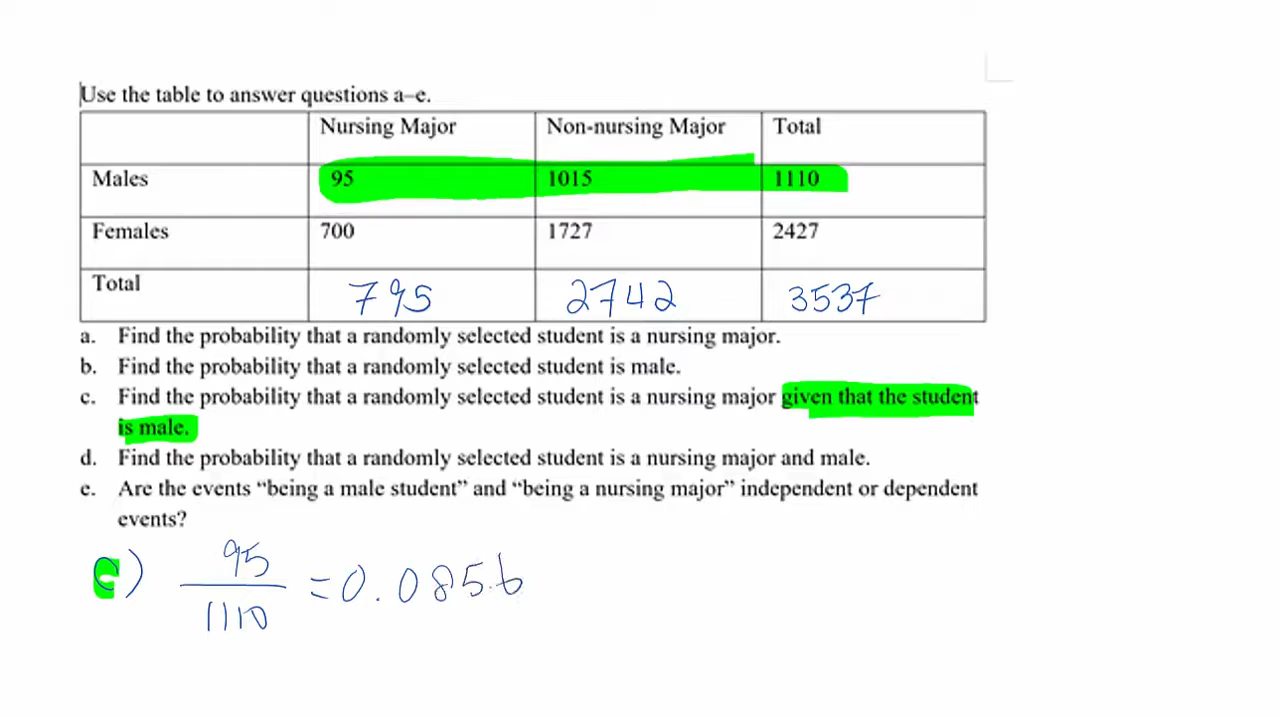 Use the table to answer questions a–e.
Nursing Major Non-nursing Major Total
Males 95 1015 1110
Females 700 1727 2427
Total 795 2742 3537
a. Find the probability that a randomly selected student is a nursing major.
b. Find the probability that a randomly selected student is male.
c. Find the probability that a randomly selected student is a nursing major given that the student
is male.
d. Find the probability that a randomly selected student is a nursing major and male.
e. Are the events “being a male student” and “being a nursing major” independent or dependent
events?
c) 95
1110 = 0.0856